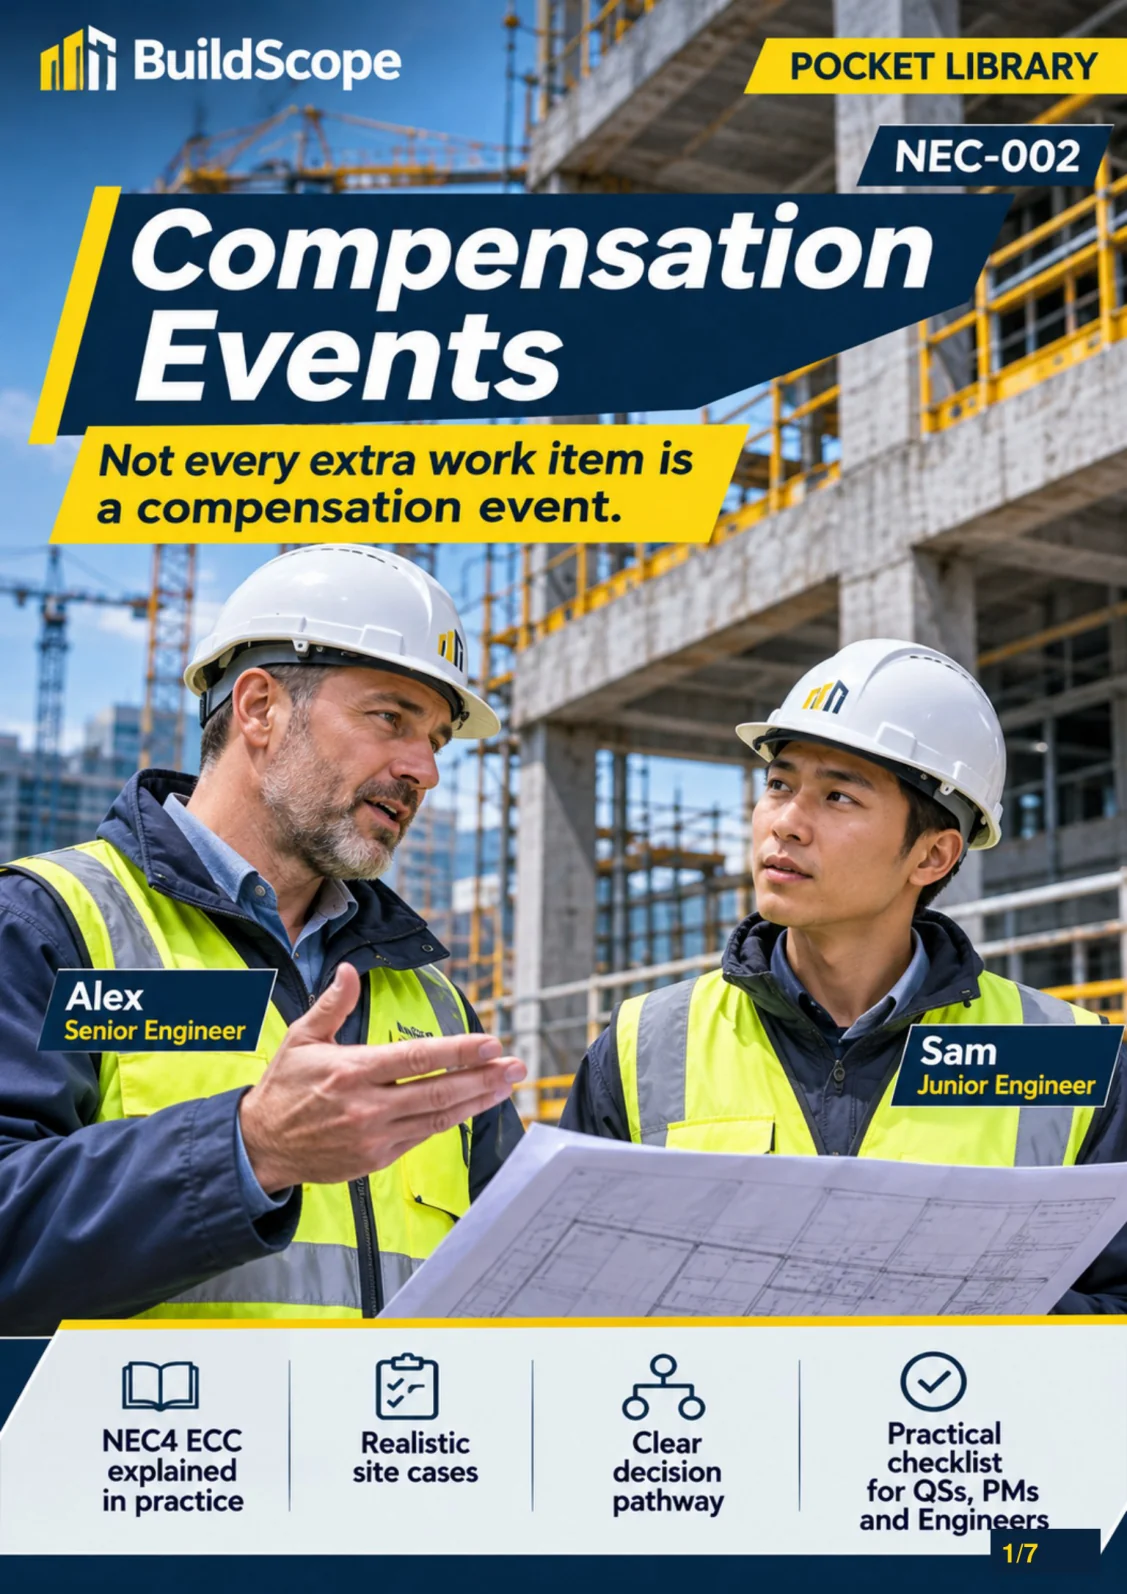 BuildScope
POCKET LIBRARY
NEC-002
Compensation
Events
Not every extra work item is
a compensation event.
Alex
Senior Engineer
Sam
Junior Engineer
NEC4 ECC
explained
in practice
Realistic
site cases
Clear
decision
pathway
Practical
checklist
for QSs, PMs
and Engineers
1/7